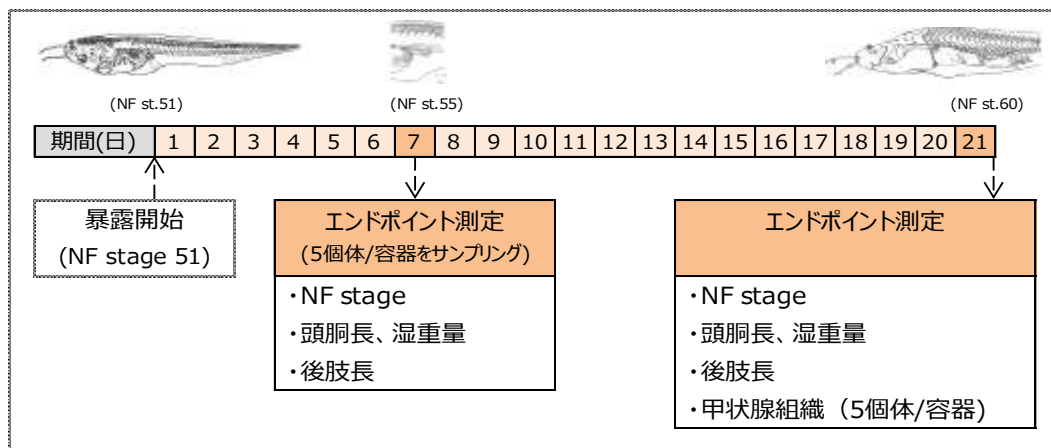 (NF st.51) (NF st.55) (NF st.60)
期間(日) 1 2 3 4 5 6 7 8 9 10 11 12 13 14 15 16 17 18 19 20 21
暴露開始
(NF stage 51)
エンドポイント測定
(5個体/容器をサンプリング)
・NF stage
・頭胴長、湿重量
・後肢長
エンドポイント測定
・NF stage
・頭胴長、湿重量
・後肢長
・甲状腺組織（5個体/容器)